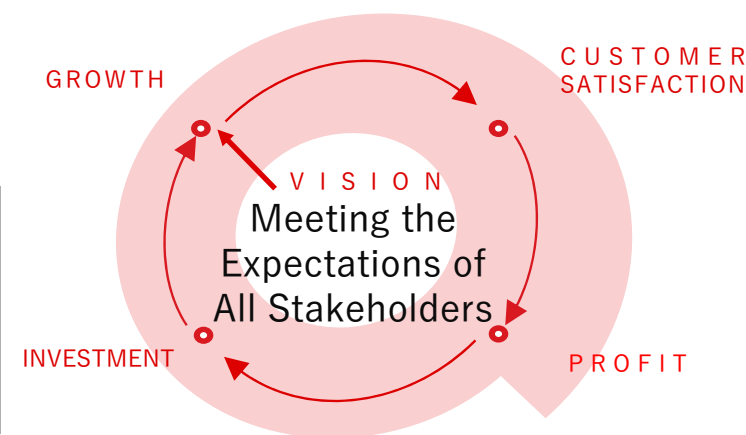 GROWTH
CUSTOMER
SATISFACTION
VISION
Meeting the
Expectations of
All Stakeholders
INVESTMENT
PROFIT